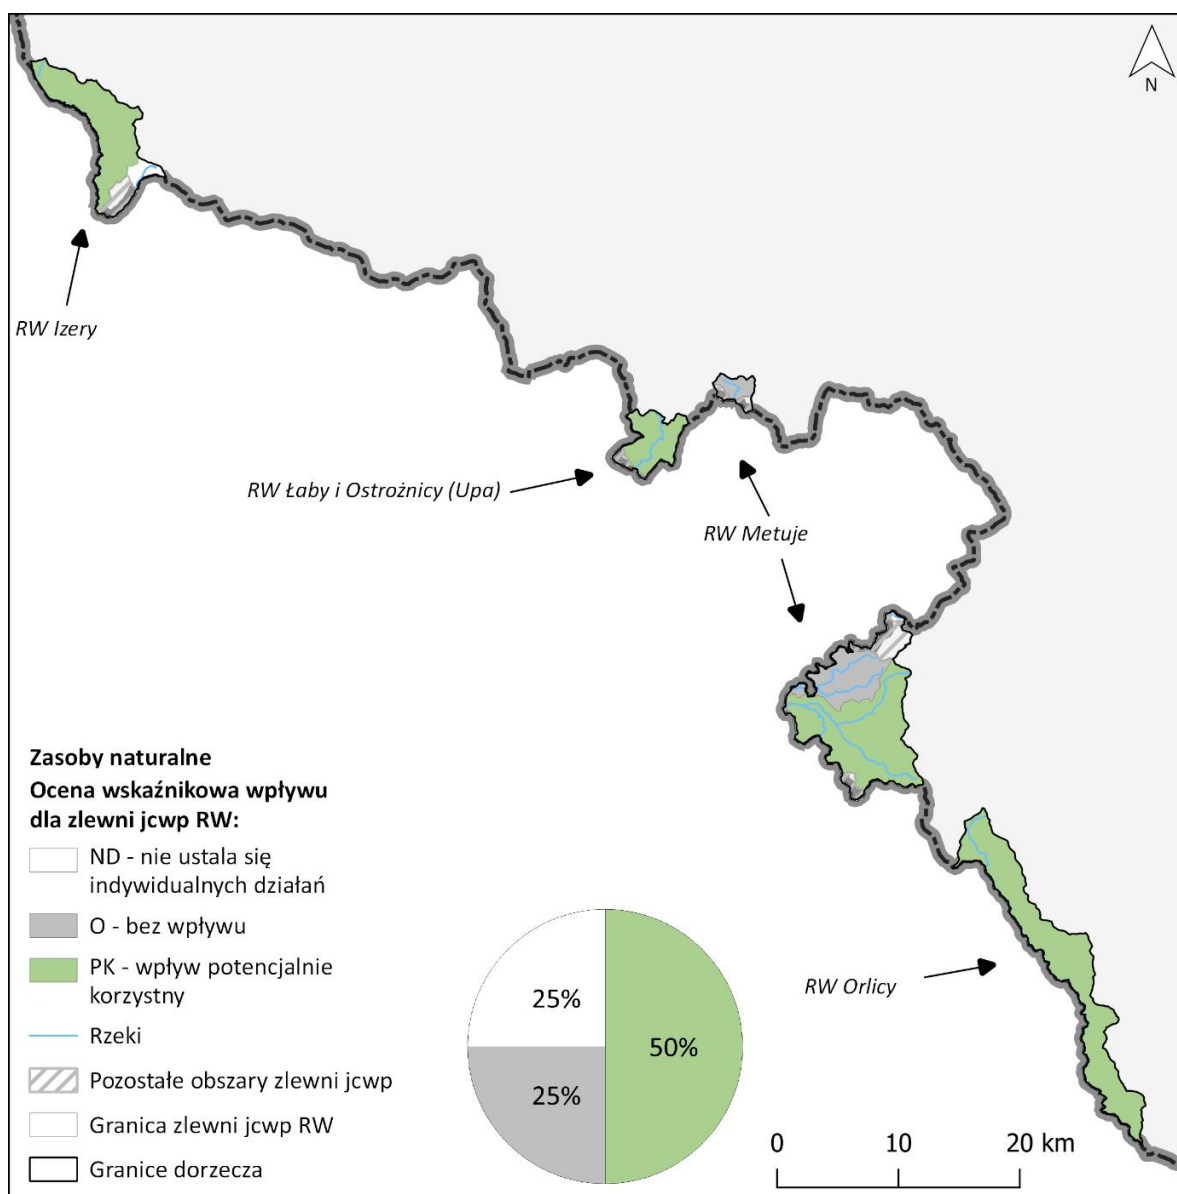 N
RW Izery
RW Łaby i Ostrożnicy (Upa)
RW Metuje
RW Orlicy
Zasoby naturalne
Ocena wskaźnikowa wpływu
dla zlewni jcwp RW:
ND - nie ustala się
indywidualnych działań
O - bez wpływu
PK - wpływ potencjalnie
korzystny
Rzeki
Pozostałe obszary zlewni jcwp
Granica zlewni jcwp RW
Granice dorzecza
25%
50%
25%
0 10 20 km